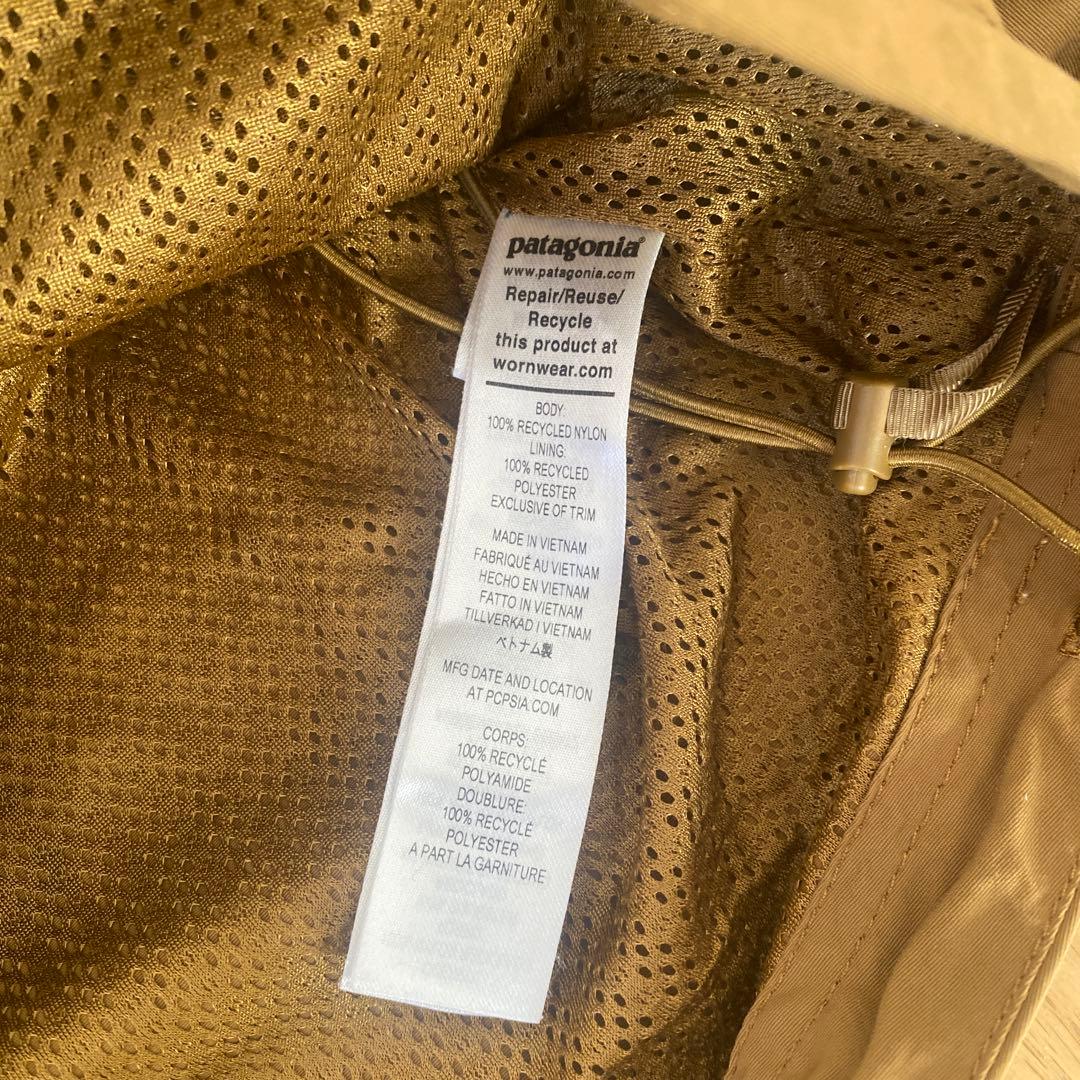 patagonia®
www.patagonia.com
Repair/Reuse/
Recycle
this product at
wornwear.com
BODY:
100% RECYCLED NYLON
LINING:
100% RECYCLED
POLYESTER
EXCLUSIVE OF TRIM
MADE IN VIETNAM
FABRIQUÉ AU VIETNAM
HECHO EN VIETNAM
FATTO IN VIETNAM
TILLVERKAD I VIETNAM
ベトナム製
MFG DATE AND LOCATION
AT PCPSIA.COM
CORPS:
100% RECYCLÉ
POLYAMIDE
DOUBLURE:
100% RECYCLÉ
POLYESTER
A PART LA GARNITURE